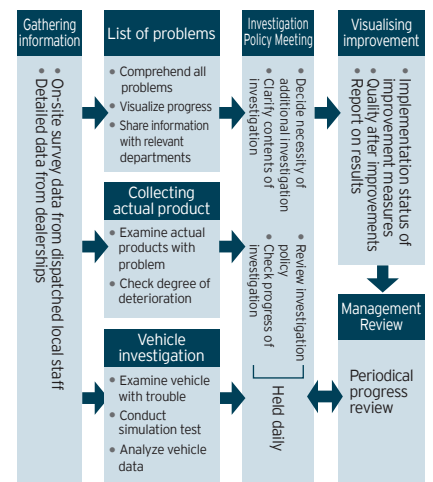 Gathering
information
• On-site survey data from dispatched local staff
• Detailed data from dealerships
List of problems
• Comprehend all
problems
• Visualize progress
• Share information
with relevant
departments
Collecting
actual product
• Examine actual
products with
problem
• Check degree of
deterioration
Vehicle
investigation
• Examine vehicle
with trouble
• Conduct
simulation test
• Analyze vehicle
data
Investigation
Policy Meeting
• Decide necessity of
additional investigation
• Clarify contents of
investigation
• Review investigation
policy
• Check progress of
investigation
Held daily
Visualising
improvement
• Implementation status of
improvement measures
• Quality after improvements
• Report on results
Management
Review
Periodical
progress
review